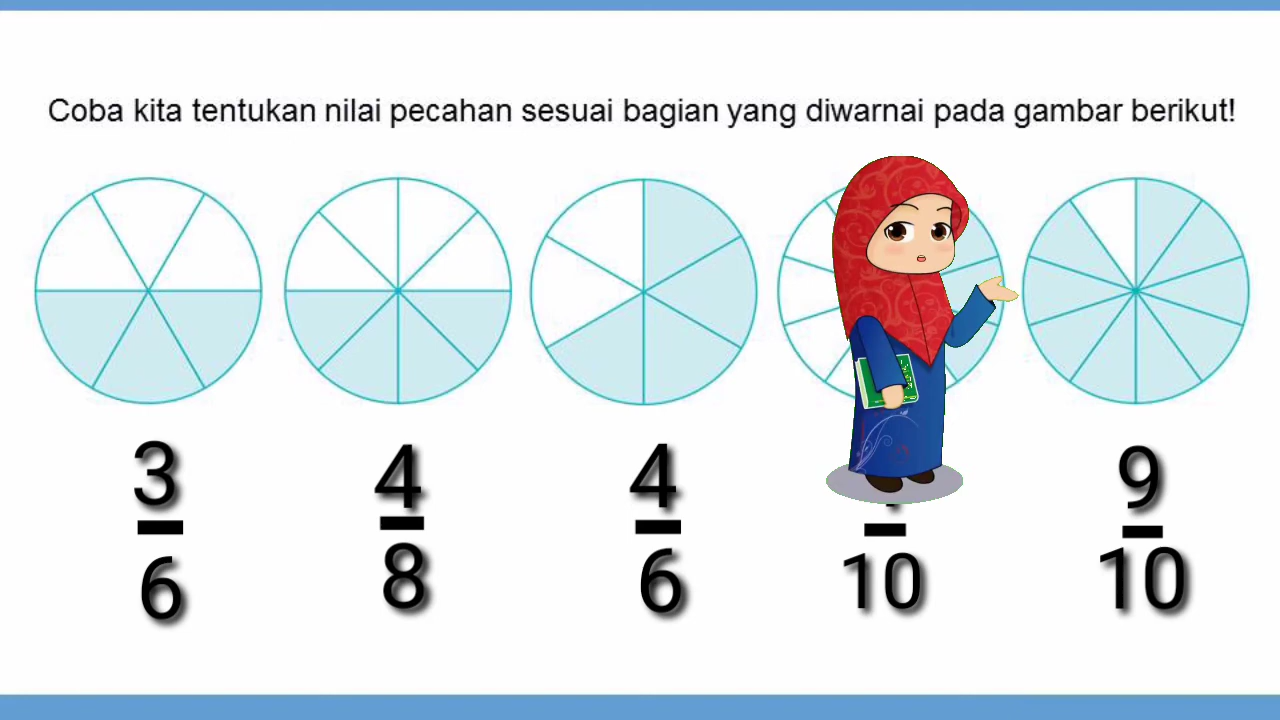 Coba kita tentukan nilai pecahan sesuai bagian yang diwarnai pada gambar berikut!
3 4 4 9
6 8 6 10 10